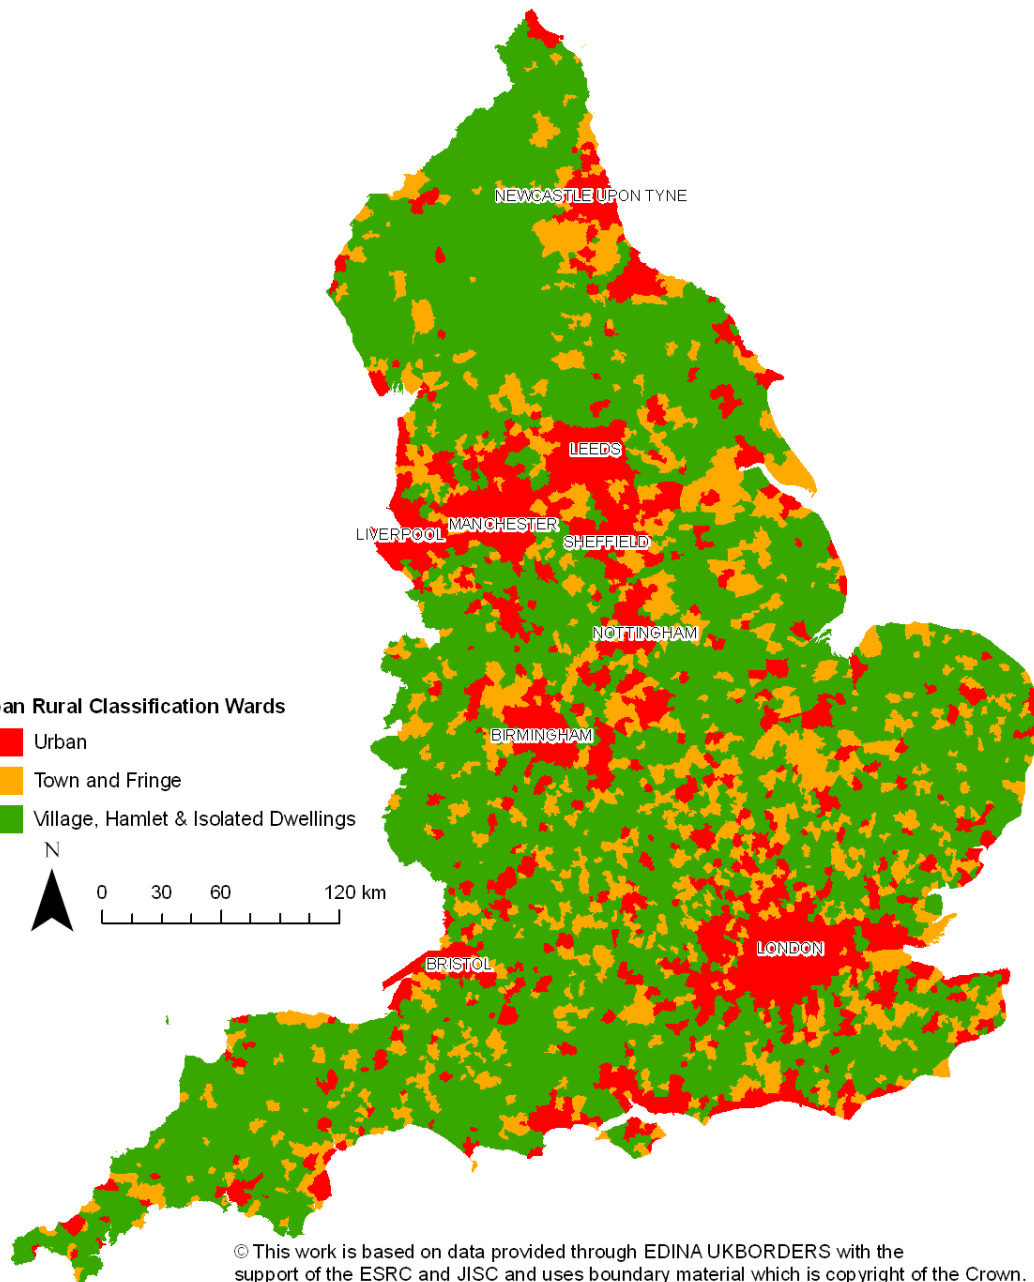 NEWCASTLE UPON TYNE
LEEDS
MANCHESTER
LIVERPOOL
SHEFFIELD
NOTTINGHAM
an Rural Classification Wards
Urban
BIRMINGHAM
Town and Fringe
Village, Hamlet & Isolated Dwellings
N
0 30 60 120 km
LONDON
BRISTOL
© This work is based on data provided through EDINA UKBORDERS with the
support of the ESRC and JISC and uses boundary material which is copyright of the Crown.